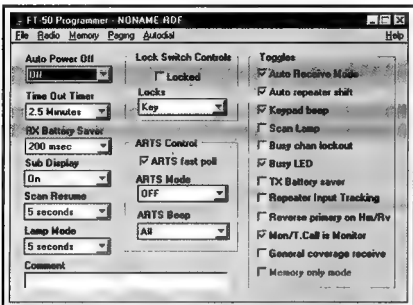 FT-50 Programmer - NONAME.RDF
File Radio Memory Paging Autodial Help
Auto Power Off
Off
Time Out Timer
2.5 Minutes
RX Battery Saver
200 msec
Sub Display
On
Scan Resume
5 seconds
Lamp Mode
5 seconds
Comment
Lock Switch Controls
Locked
Locks
Key
ARTS Control
ARTS fast poll
ARTS Mode
OFF
ARTS Beep
All
Toggles
Auto Receive Mode
Auto repeater shift
Keypad beep
Scan Lamp
Busy chan lockout
Busy LED
TX Battery saver
Repeater Input Tracking
Reverse primary on Hm/Rv
Mon/T.Call is Monitor
General coverage receive
Memory only mode